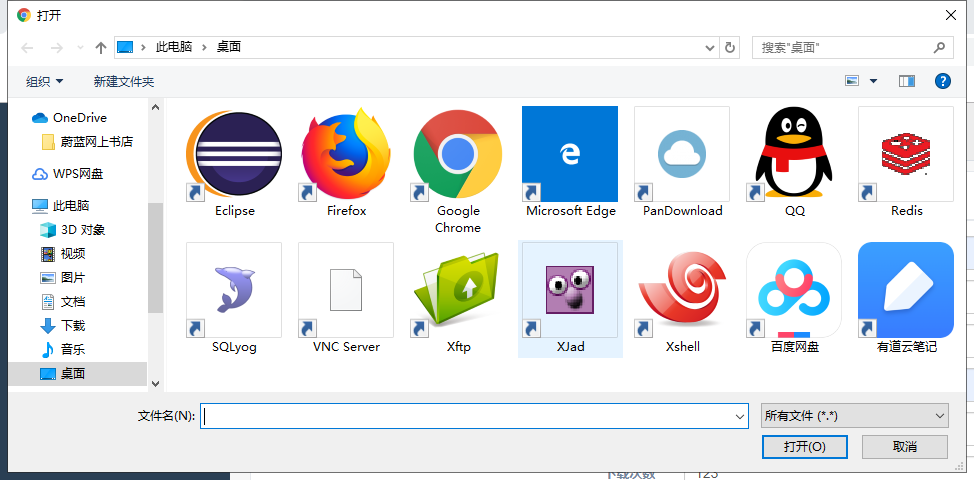 打开
此电脑
桌面
搜索"桌面"
组织
新建文件夹
OneDrive
蔚蓝网上书店
WPS网盘
此电脑
3D 对象
视频
图片
文档
下载
音乐
桌面
Eclipse
Firefox
Google
Chrome
Microsoft Edge
PanDownload
QQ
Redis
SQLyog
VNC Server
Xftp
XJad
Xshell
百度网盘
有道云笔记
文件名(N):
所有文件 (*.*)
打开(O)
取消
下载次数
123